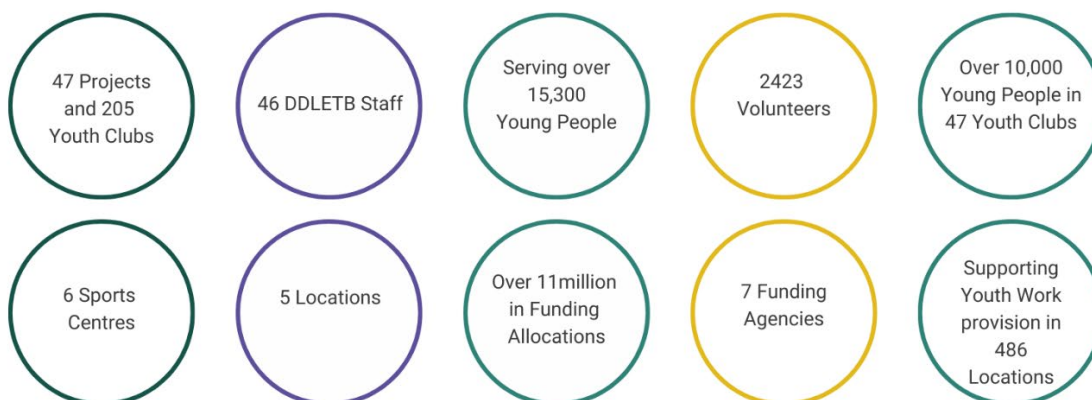 47 Projects
and 205
Youth Clubs
46 DDLETB Staff
Serving over
15,300
Young People
2423
Volunteers
Over 10,000
Young People in
47 Youth Clubs
6 Sports
Centres
5 Locations
Over 11million
in Funding
Allocations
7 Funding
Agencies
Supporting
Youth Work
provision in
486
Locations